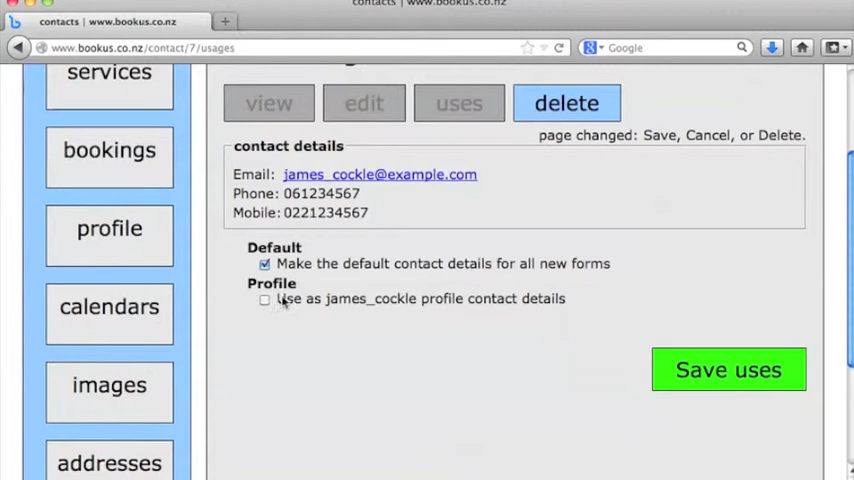 contacts | www.bookus.co.nz
contacts | www.bookus.co.nz
www.bookus.co.nz/contact/7/usages
Google
services
bookings
profile
calendars
images
addresses
view
edit
uses
delete
page changed: Save, Cancel, or Delete.
contact details
Email: james_cockle@example.com
Phone: 061234567
Mobile: 0221234567
Default
Make the default contact details for all new forms
Profile
Use as james_cockle profile contact details
Save uses